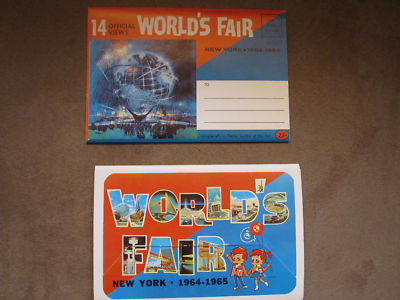 14 OFFICIAL VIEWS WORLD'S FAIR
NEW YORK • 1964-1965
TO
WORLD'S
FAIR
NEW YORK • 1964-1965